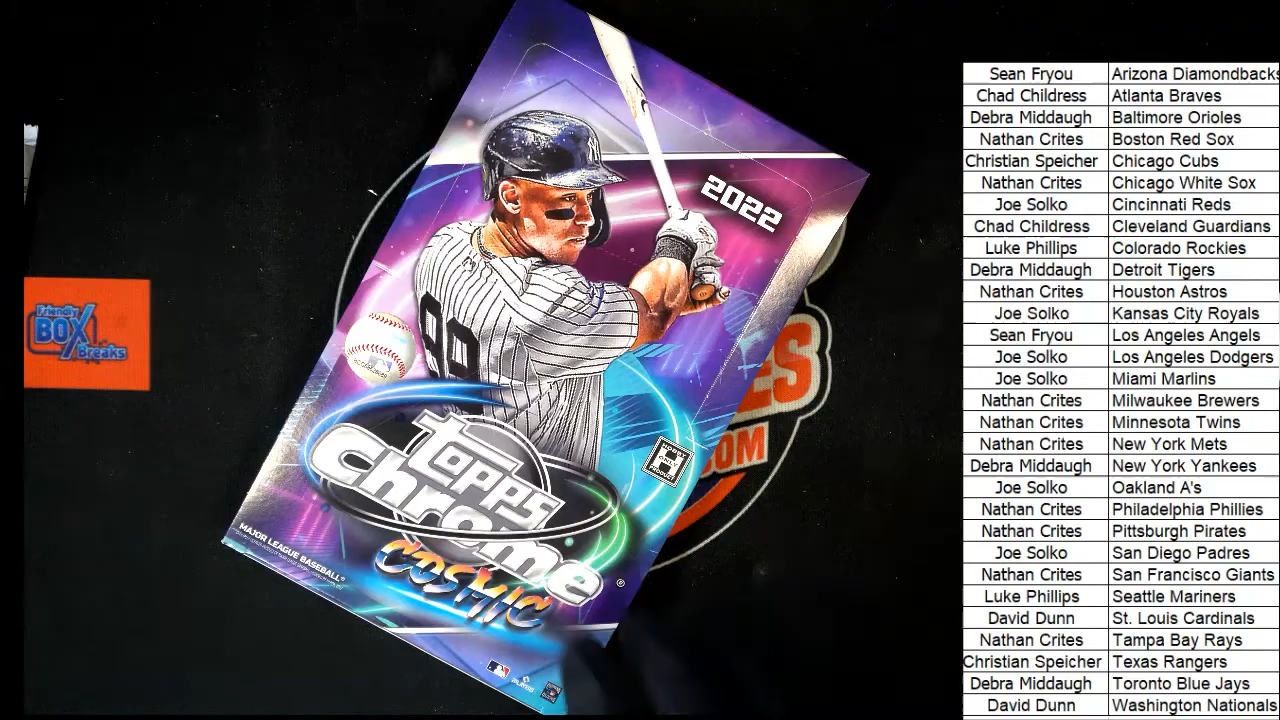 Friendly
BOX
Breaks
2022
99
HOBBY
ONLY
PRODUCT
topps
Chrome
COSMIC
®
MAJOR LEAGUE BASEBALL®
ES
.COM
Sean Fryou Arizona Diamondbacks
Chad Childress Atlanta Braves
Debra Middaugh Baltimore Orioles
Nathan Crites Boston Red Sox
Christian Speicher Chicago Cubs
Nathan Crites Chicago White Sox
Joe Solko Cincinnati Reds
Chad Childress Cleveland Guardians
Luke Phillips Colorado Rockies
Debra Middaugh Detroit Tigers
Nathan Crites Houston Astros
Joe Solko Kansas City Royals
Sean Fryou Los Angeles Angels
Joe Solko Los Angeles Dodgers
Joe Solko Miami Marlins
Nathan Crites Milwaukee Brewers
Nathan Crites Minnesota Twins
Nathan Crites New York Mets
Debra Middaugh New York Yankees
Joe Solko Oakland A's
Nathan Crites Philadelphia Phillies
Nathan Crites Pittsburgh Pirates
Joe Solko San Diego Padres
Nathan Crites San Francisco Giants
Luke Phillips Seattle Mariners
David Dunn St. Louis Cardinals
Nathan Crites Tampa Bay Rays
Christian Speicher Texas Rangers
Debra Middaugh Toronto Blue Jays
David Dunn Washington Nationals